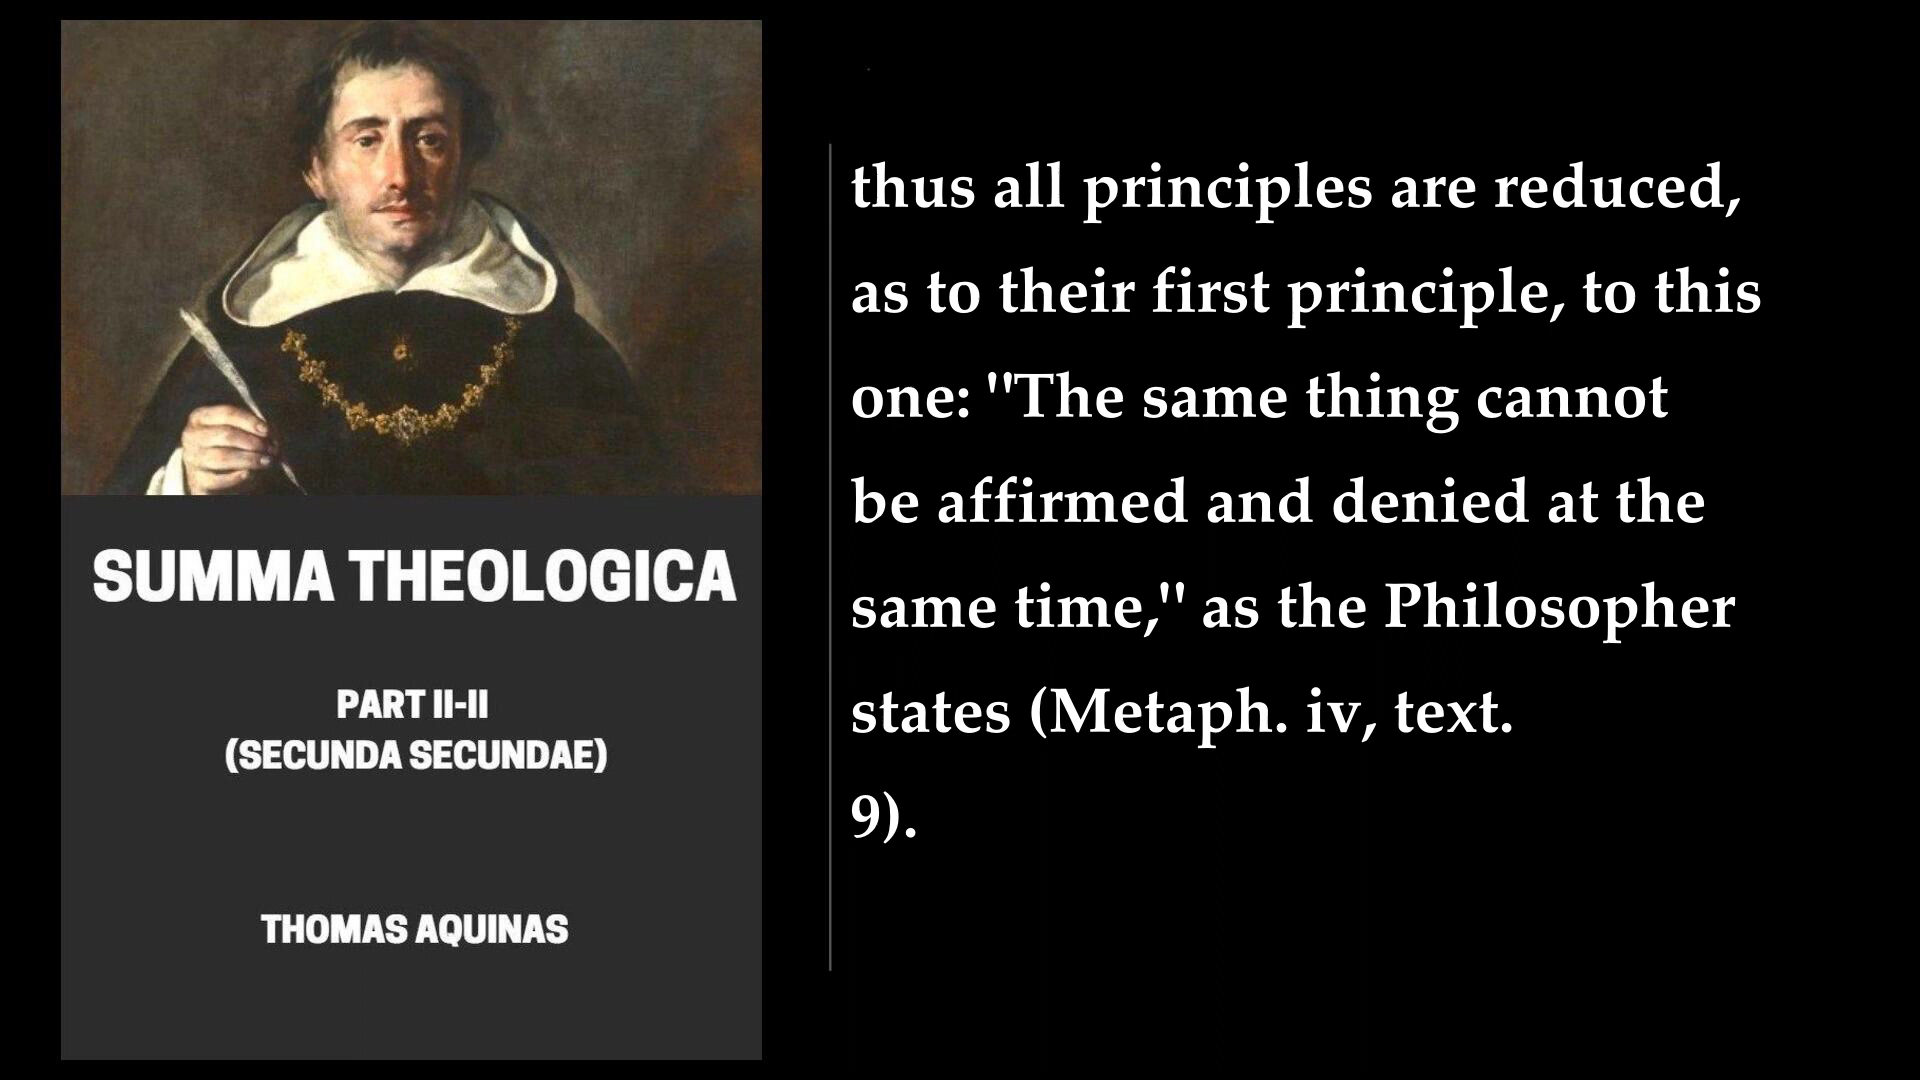 SUMMA THEOLOGICA
PART II-II
(SECUNDA SECUNDAE)
THOMAS AQUINAS
thus all principles are reduced,
as to their first principle, to this
one: "The same thing cannot
be affirmed and denied at the
same time," as the Philosopher
states (Metaph. iv, text.
9).